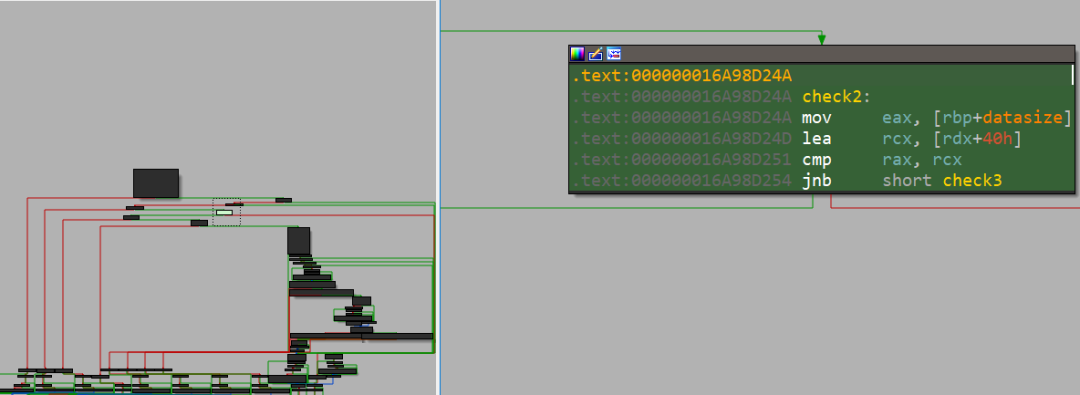 .text:000000016A98D24A
.text:000000016A98D24A check2:
.text:000000016A98D24A mov eax, [rbp+datasize]
.text:000000016A98D24D lea rcx, [rdx+40h]
.text:000000016A98D251 cmp rax, rcx
.text:000000016A98D254 jnb short check3